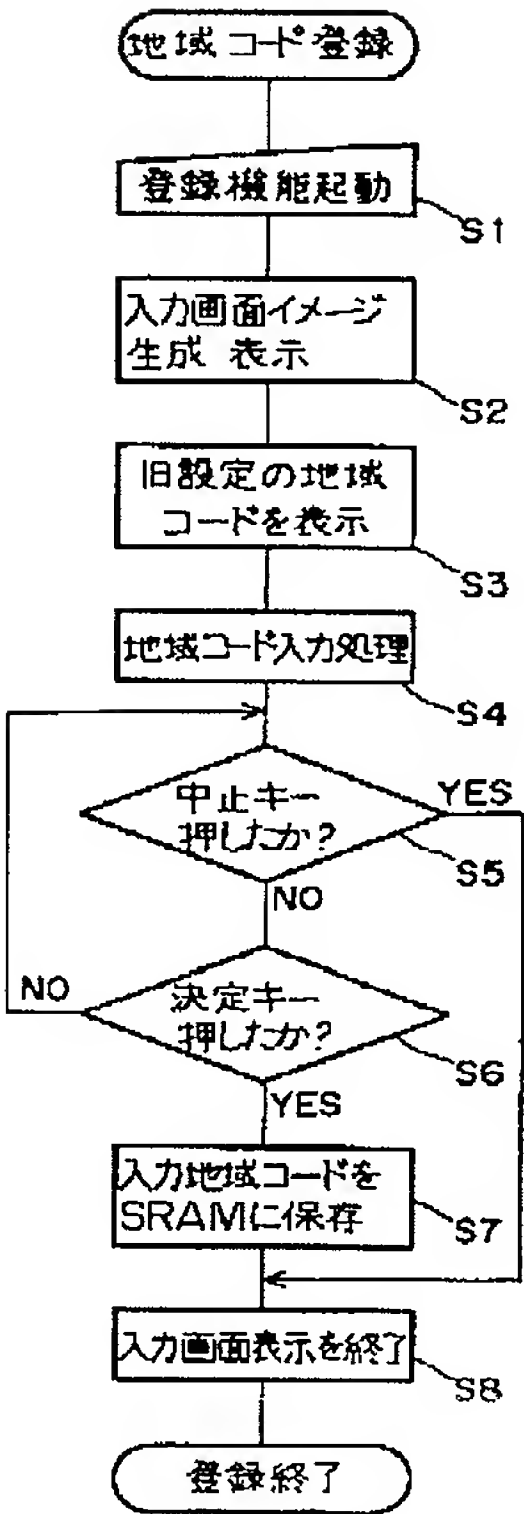 地域コード登録
登録機能起動
S1
入力画面イメージ
生成 表示
S2
旧設定の地域
コードを表示
S3
地域コード入力処理
S4
中止キー
押したか?
YES
S5
NO
決定キー
押したか?
NO
S6
YES
入力地域コードを
SRAMに保存
S7
入力画面表示を終了
S8
登録終了